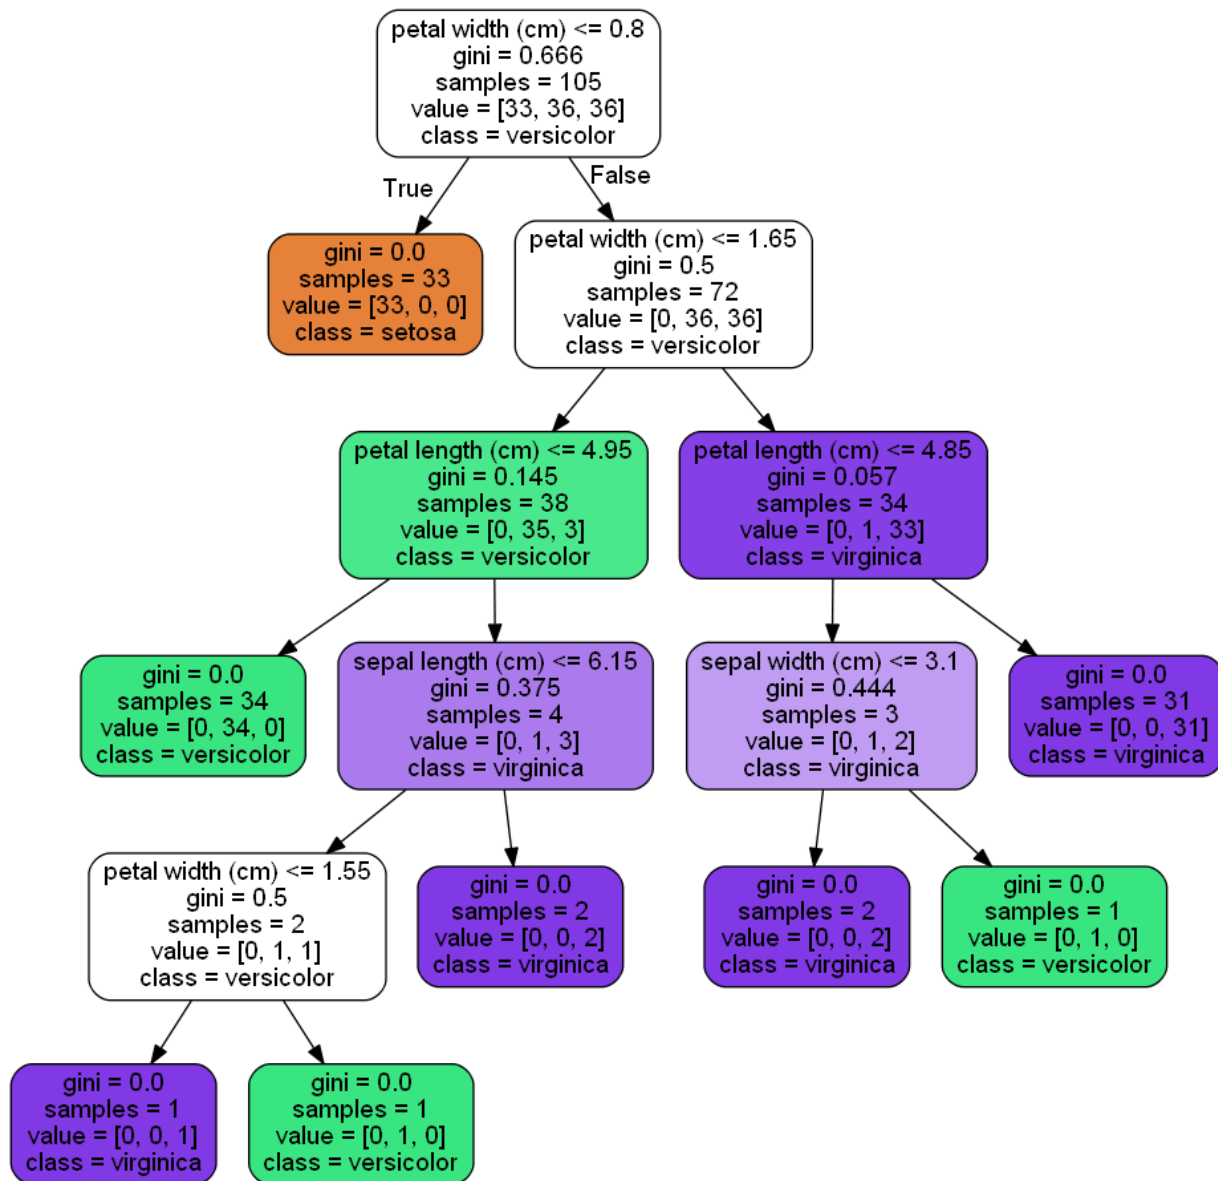 petal width (cm) <= 0.8
gini = 0.666
samples = 105
value = [33, 36, 36]
class = versicolor
True
False
gini = 0.0
samples = 33
value = [33, 0, 0]
class = setosa
petal width (cm) <= 1.65
gini = 0.5
samples = 72
value = [0, 36, 36]
class = versicolor
petal length (cm) <= 4.95
gini = 0.145
samples = 38
value = [0, 35, 3]
class = versicolor
petal length (cm) <= 4.85
gini = 0.057
samples = 34
value = [0, 1, 33]
class = virginica
gini = 0.0
samples = 34
value = [0, 34, 0]
class = versicolor
sepal length (cm) <= 6.15
gini = 0.375
samples = 4
value = [0, 1, 3]
class = virginica
sepal width (cm) <= 3.1
gini = 0.444
samples = 3
value = [0, 1, 2]
class = virginica
gini = 0.0
samples = 31
value = [0, 0, 31]
class = virginica
petal width (cm) <= 1.55
gini = 0.5
samples = 2
value = [0, 1, 1]
class = versicolor
gini = 0.0
samples = 2
value = [0, 0, 2]
class = virginica
gini = 0.0
samples = 2
value = [0, 0, 2]
class = virginica
gini = 0.0
samples = 1
value = [0, 1, 0]
class = versicolor
gini = 0.0
samples = 1
value = [0, 0, 1]
class = virginica
gini = 0.0
samples = 1
value = [0, 1, 0]
class = versicolor